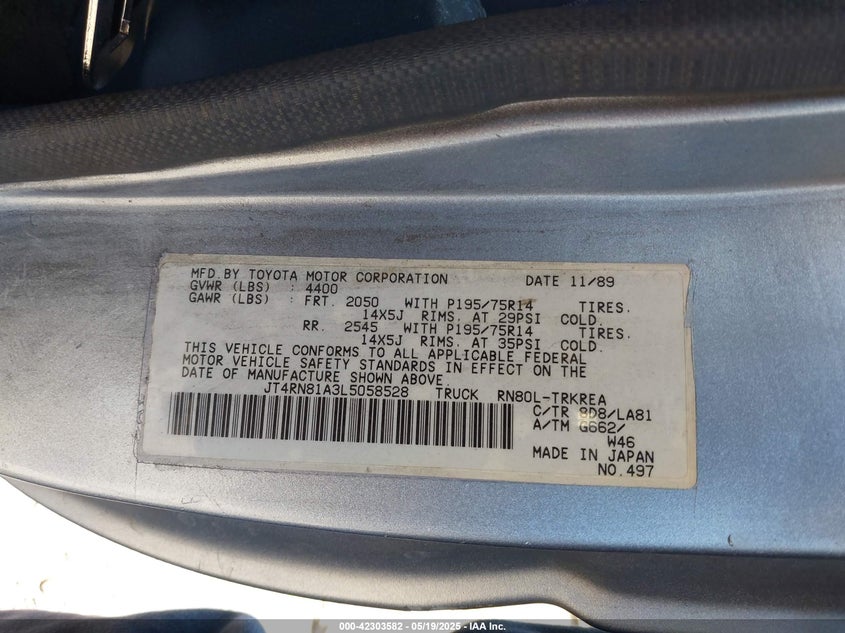 MFD.BY TOYOTA MOTOR CORPORATION DATE 11/89
GVWR (LBS) : 4400
GAWR (LBS) : FRT. 2050 WITH P195/75R14 TIRES.
14X5J RIMS. AT 29PSI COLD.
RR. 2545 WITH P195/75R14 TIRES.
14X5J RIMS. AT 35PSI COLD.
THIS VEHICLE CONFORMS TO ALL APPLICABLE FEDERAL
MOTOR VEHICLE SAFETY STANDARDS IN EFFECT ON THE
DATE OF MANUFACTURE SHOWN ABOVE.
JT4RN81A3L5058528 TRUCK RN80L-TRKREA
C/TR 8D8/LA81
A/TM G662/
W46
MADE IN JAPAN
NO.497
000-42303582 - 05/19/2025 - IAA Inc.